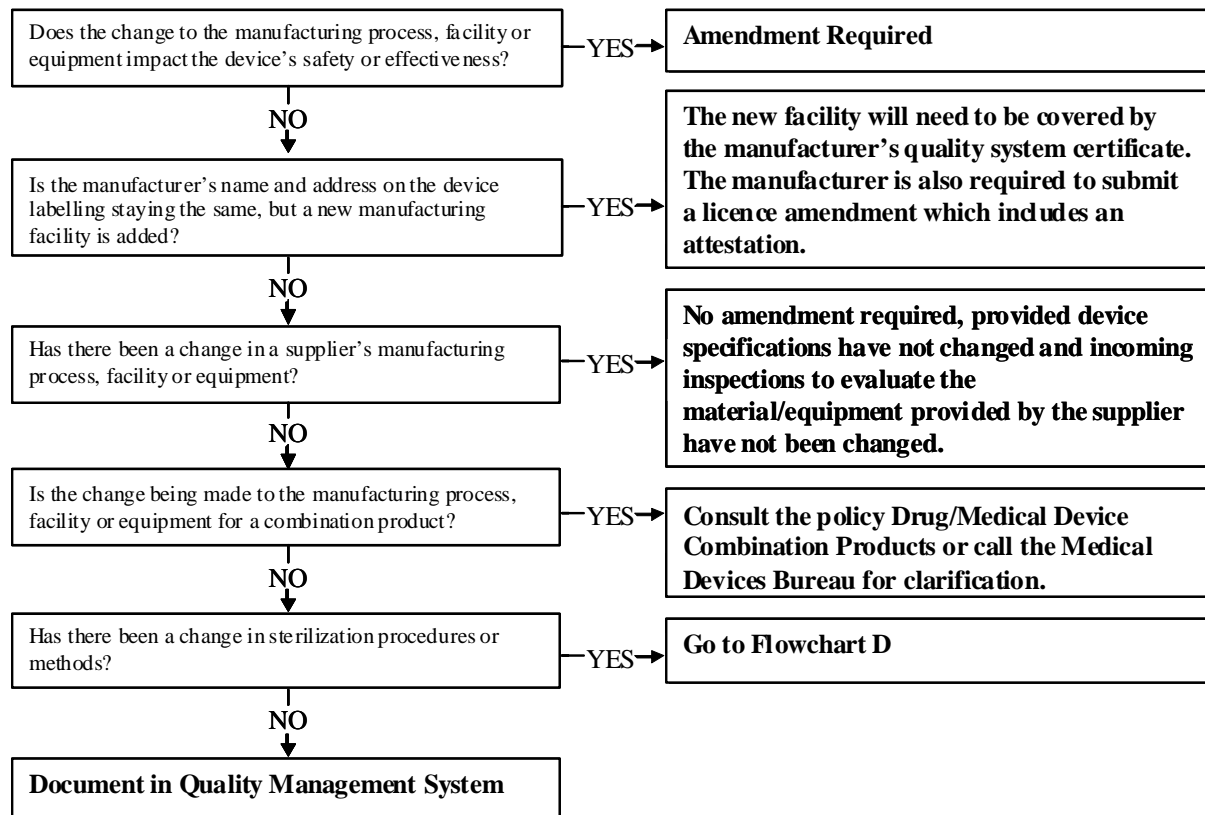 Does the change to the manufacturing process, facility or
equipment impact the device's safety or effectiveness?
YES
Amendment Required
NO
Is the manufacturer's name and address on the device
labelling staying the same, but a new manufacturing
facility is added?
YES
The new facility will need to be covered by
the manufacturer's quality system certificate.
The manufacturer is also required to submit
a licence amendment which includes an
attestation.
NO
Has there been a change in a supplier's manufacturing
process, facility or equipment?
YES
No amendment required, provided device
specifications have not changed and incoming
inspections to evaluate the
material/equipment provided by the supplier
have not been changed.
NO
Is the change being made to the manufacturing process,
facility or equipment for a combination product?
YES
Consult the policy Drug/Medical Device
Combination Products or call the Medical
Devices Bureau for clarification.
NO
Has there been a change in sterilization procedures or
methods?
YES
Go to Flowchart D
NO
Document in Quality Management System